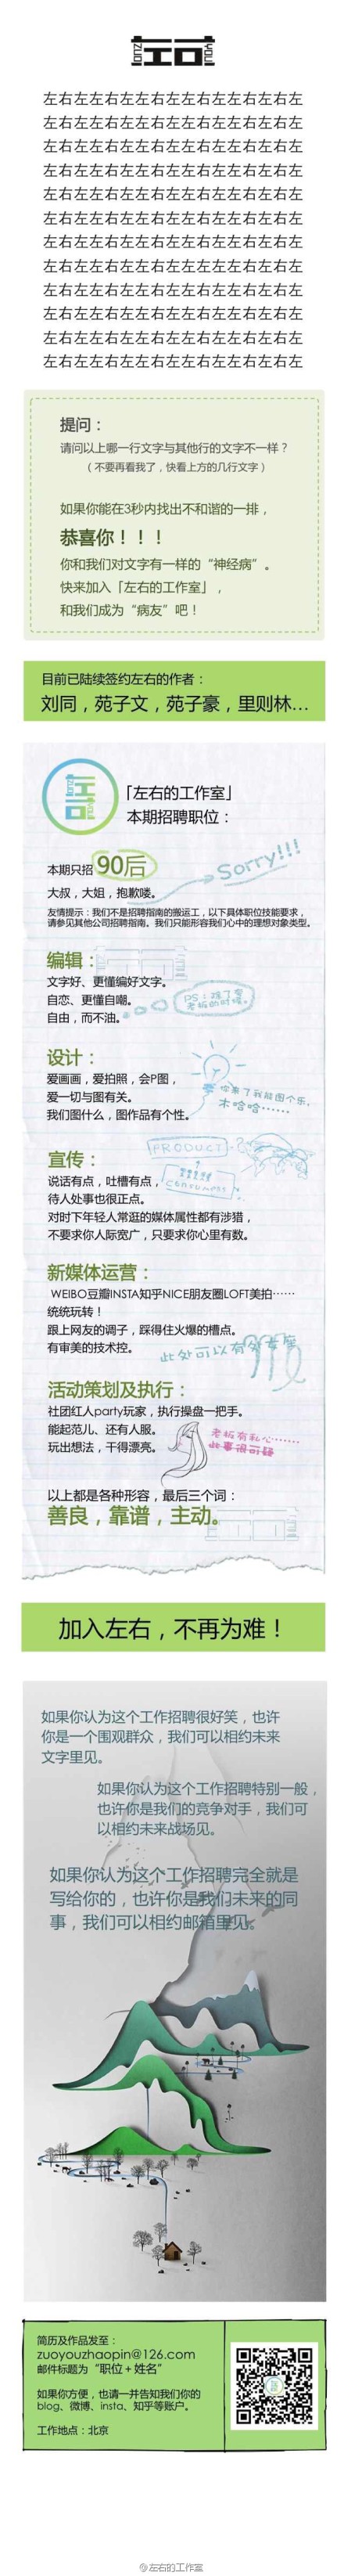 zuo 左右 you
左右左左右左右左左右左左右左右左
左右左左右左右左左右左左右左右左
左右左左右左右左左右左左右左右左
左右左左右左右左左右左左右左右左
左右左左右左右左左右左左右左右左
左右左左右左右左左右左左右左右左
左右左左右左右左左右左左右左右左
左右左左右左左右左左右左左右右左
左右左左右左右左左右左左右左右左
左右左左右左右左左右左左右左右左
左右左左右左右左左右左左右左右左
左右左左右左右左左右左左右左右左
提问：
请问以上哪一行文字与其他行的文字不一样？
（不要再看我了，快看上方的几行文字）
如果你能在3秒内找出不和谐的一排，
恭喜你！！！
你和我们对文字有一样的“神经病”。
快来加入「左右的工作室」，
和我们成为“病友”吧！
目前已陆续签约左右的作者：
刘同，苑子文，苑子豪，里则林...
「左右的工作室」
本期招聘职位：
本期只招90后
Sorry!!!
大叔，大姐，抱歉喽。
友情提示：我们不是招聘指南的搬运工，以下具体职位技能要求，
请参见其他公司招聘指南。我们只能形容我们心中的理想对象类型。
编辑：
文字好、更懂编好文字。
自恋、更懂自嘲。
自由，而不油。
PS：除了爱
老板的时候。
设计：
爱画画，爱拍照，会P图，
爱一切与图有关。
我们图什么，图作品有个性。
你来了我能图个乐，
木哈哈……
PRODUCT
宣传：
说话有点，吐槽有点，
待人处事也很正点。
对时下年轻人常逛的媒体属性都有涉猎，
不要求你人际宽广，只要求你心里有数。
新媒体运营：
WEIBO豆瓣INSTA知乎NICE朋友圈LOFT美拍……
统统玩转！
跟上网友的调子，踩得住火爆的槽点。
有审美的技术控。
此处可以有处女座
活动策划及执行：
社团红人party玩家，执行操盘一把手。
能起范儿、还有人服。
玩出想法，干得漂亮。
老板有私心……
此事很可疑
以上都是各种形容，最后三个词：
善良，靠谱，主动。
加入左右，不再为难！
如果你认为这个工作招聘很好笑，也许
你是一个围观群众，我们可以相约未来
文字里见。
如果你认为这个工作招聘特别一般，
也许你是我们的竞争对手，我们可
以相约未来战场见。
如果你认为这个工作招聘完全就是
写给你的，也许你是我们未来的同
事，我们可以相约邮箱里见。
简历及作品发至：
zuoyouzhaopin@126.com
邮件标题为“职位+姓名”
如果你方便，也请一并告知我们你的
blog、微博、insta、知乎等账户。
工作地点：北京
@左右的工作室